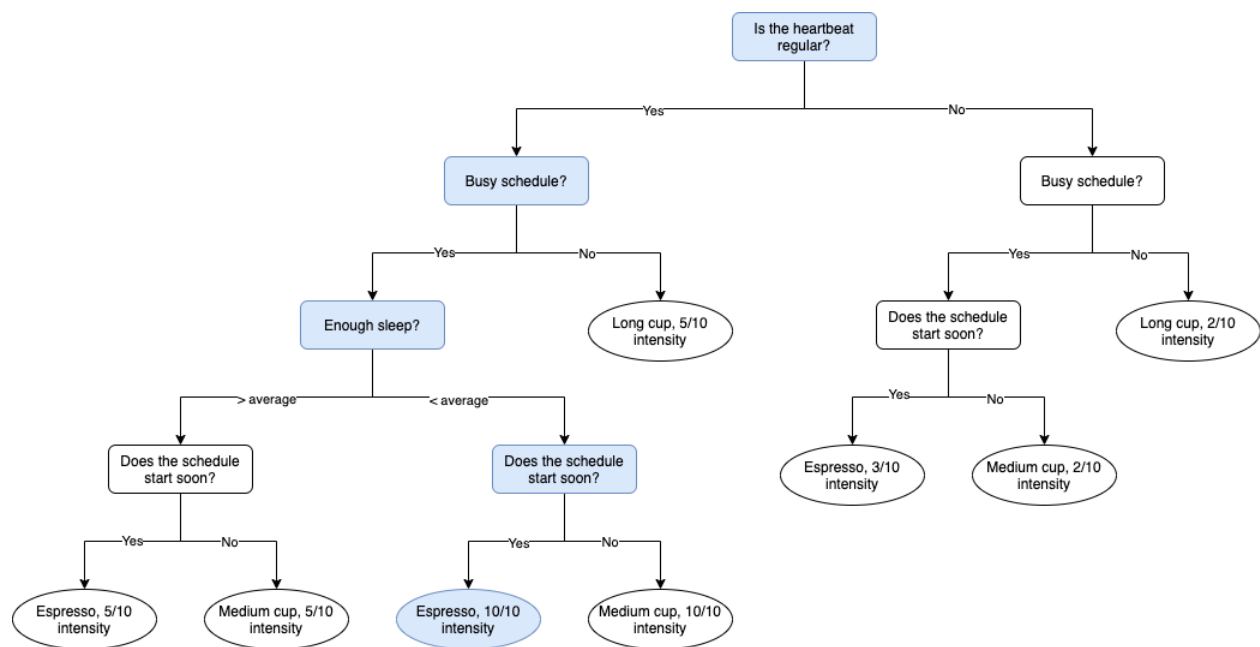 Is the heartbeat
regular?
Yes
No
Busy schedule?
Busy schedule?
Yes
No
Yes
No
Enough sleep?
Long cup, 5/10
intensity
Does the schedule
start soon?
Long cup, 2/10
intensity
> average
< average
Yes
No
Does the schedule
start soon?
Does the schedule
start soon?
Espresso, 3/10
intensity
Medium cup, 2/10
intensity
Yes
No
Yes
No
Espresso, 5/10
intensity
Medium cup, 5/10
intensity
Espresso, 10/10
intensity
Medium cup, 10/10
intensity